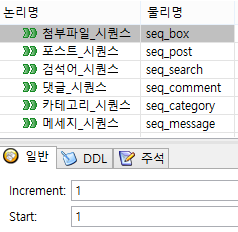 논리명 물리명
첨부파일_시퀀스 seq_box
포스트_시퀀스 seq_post
검색어_시퀀스 seq_search
댓글_시퀀스 seq_comment
카테고리_시퀀스 seq_category
메세지_시퀀스 seq_message
일반 DDL 주석
Increment: 1
Start: 1